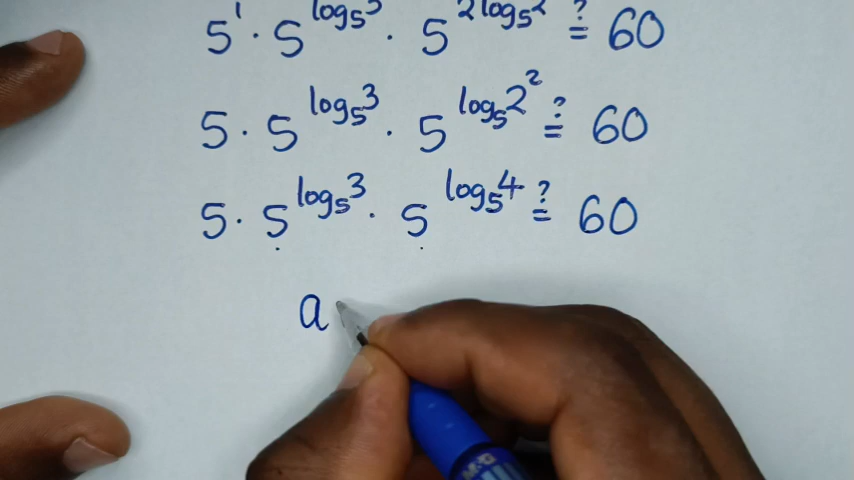 5¹ · 5^(log₅3) · 5^(2log₅2) ≟ 60
5 · 5^(log₅3) · 5^(log₅2²) ≟ 60
5 · 5^(log₅3) · 5^(log₅4) ≟ 60
a